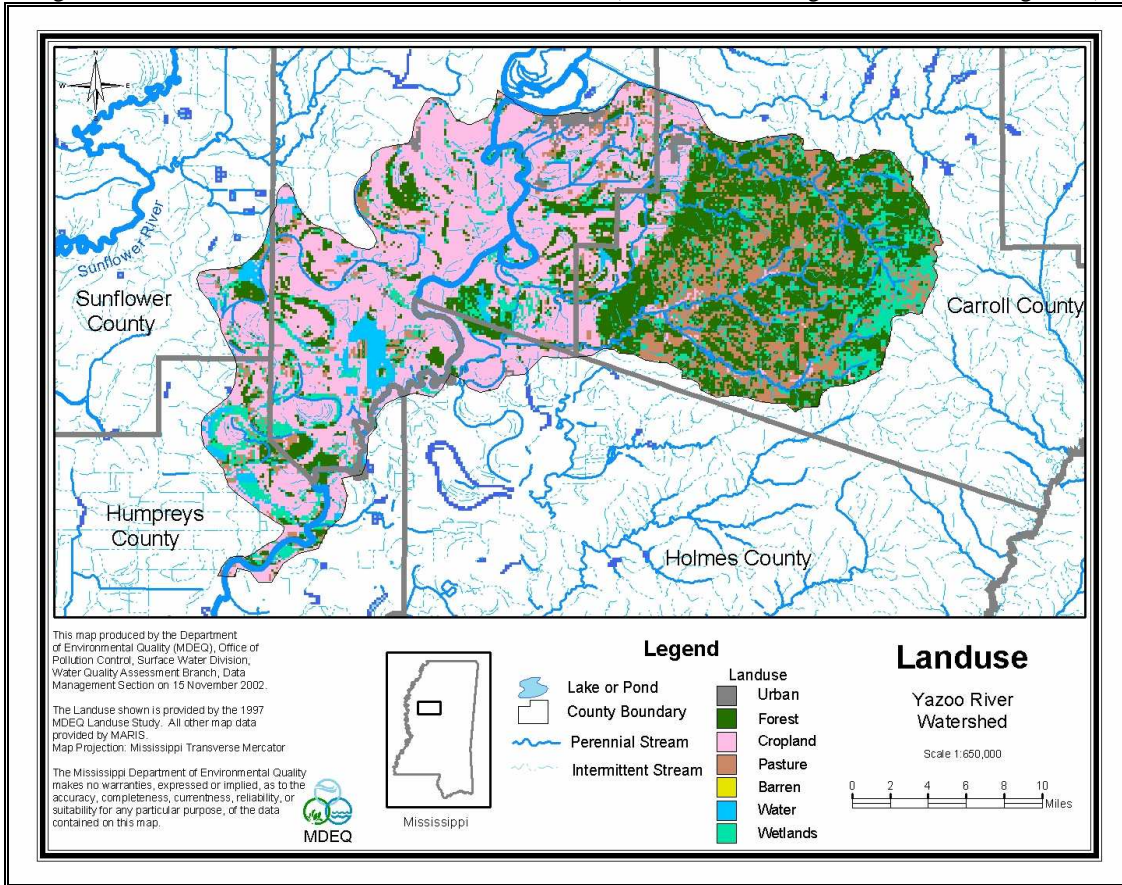 N
W
E
S
Sunflower River
Sunflower
County
Carroll County
Humpreys
County
Holmes County
This map produced by the Department
of Environmental Quality (MDEQ), Office of
Pollution Control, Surface Water Division,
Water Quality Assessment Branch, Data
Management Section on 15 November 2002.
The Landuse shown is provided by the 1997
MDEQ Landuse Study. All other map data
provided by MARIS.
Map Projection: Mississippi Transverse Mercator
The Mississippi Department of Environmental Quality
makes no warranties, expressed or implied, as to the
accuracy, completeness, currentness, reliability, or
suitability for any particular purpose, of the data
contained on this map.
MDEQ
Mississippi
Legend
Lake or Pond
County Boundary
Perennial Stream
Intermittent Stream
Landuse
Urban
Forest
Cropland
Pasture
Barren
Water
Wetlands
Landuse
Yazoo River
Watershed
Scale 1:650,000
0 2 4 6 8 10
Miles